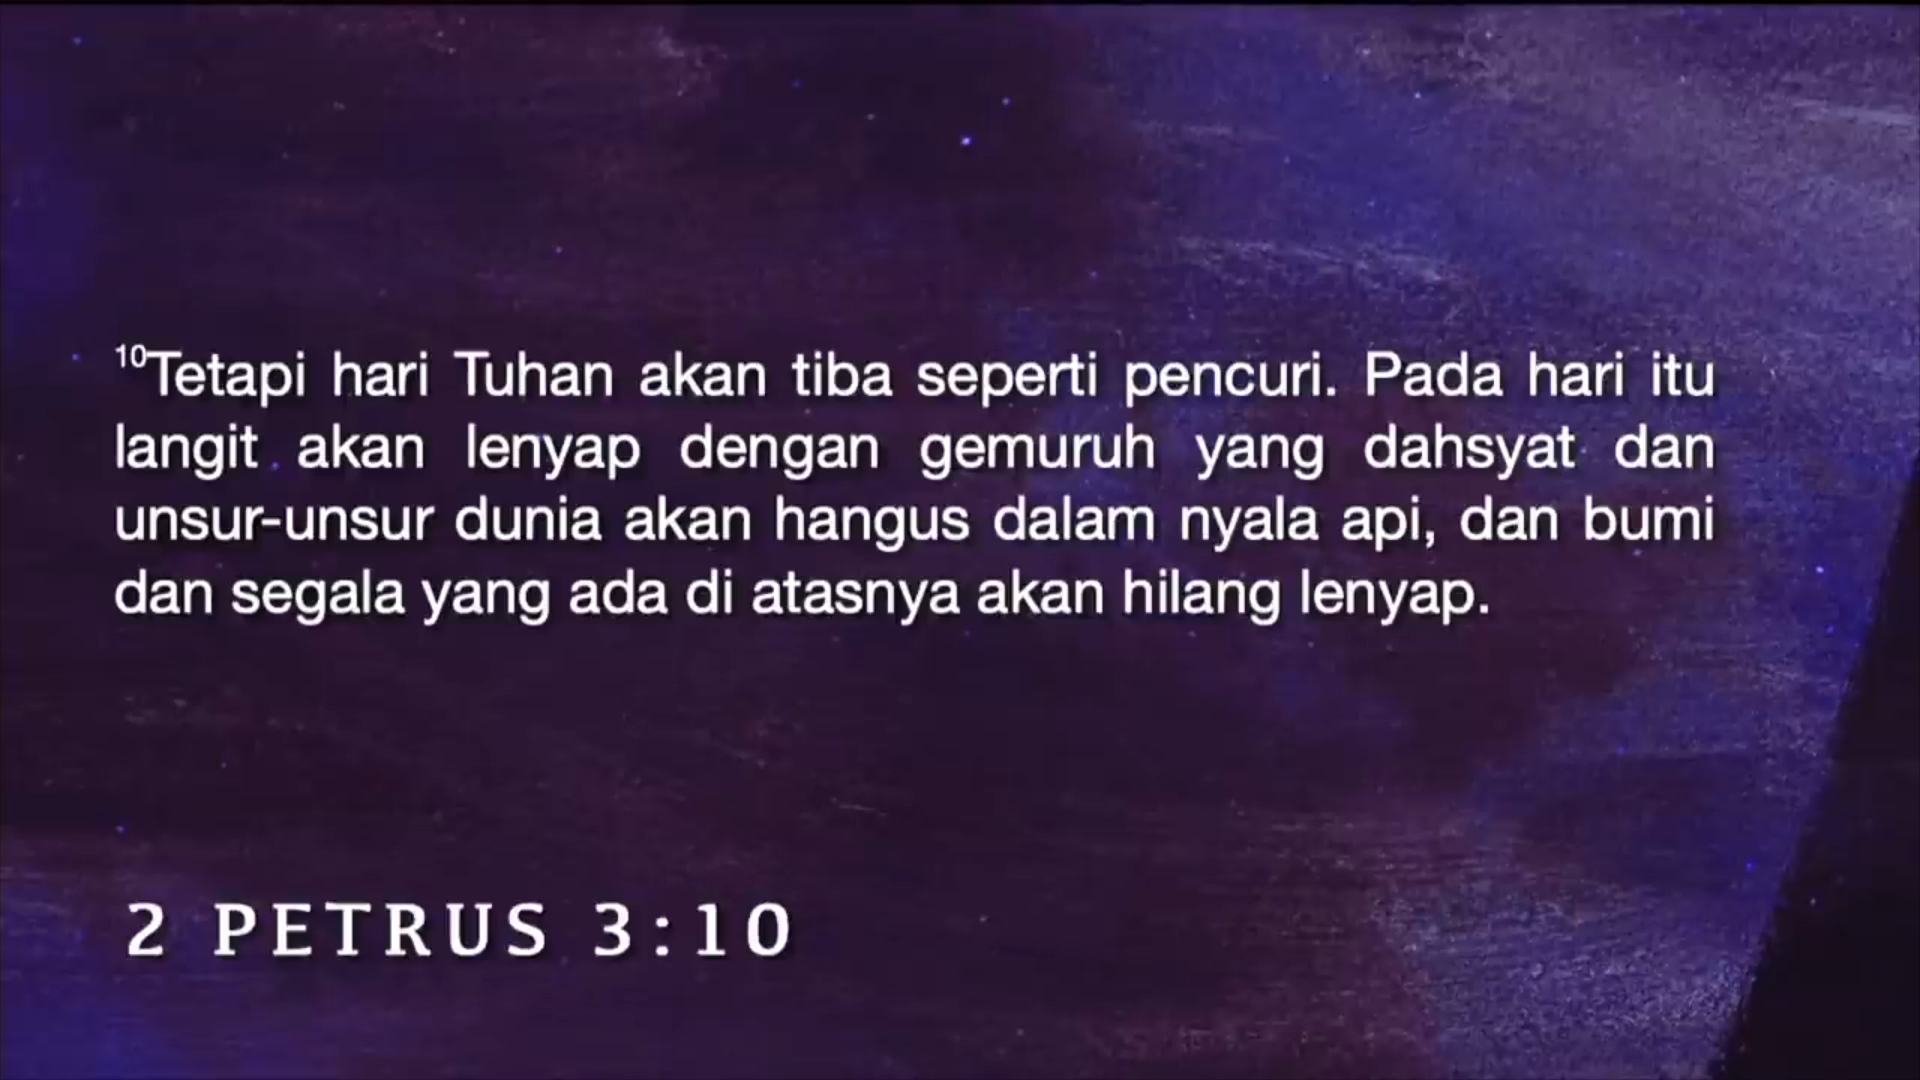 ¹⁰Tetapi hari Tuhan akan tiba seperti pencuri. Pada hari itu
langit akan lenyap dengan gemuruh yang dahsyat dan
unsur-unsur dunia akan hangus dalam nyala api, dan bumi
dan segala yang ada di atasnya akan hilang lenyap.
2 PETRUS 3:10